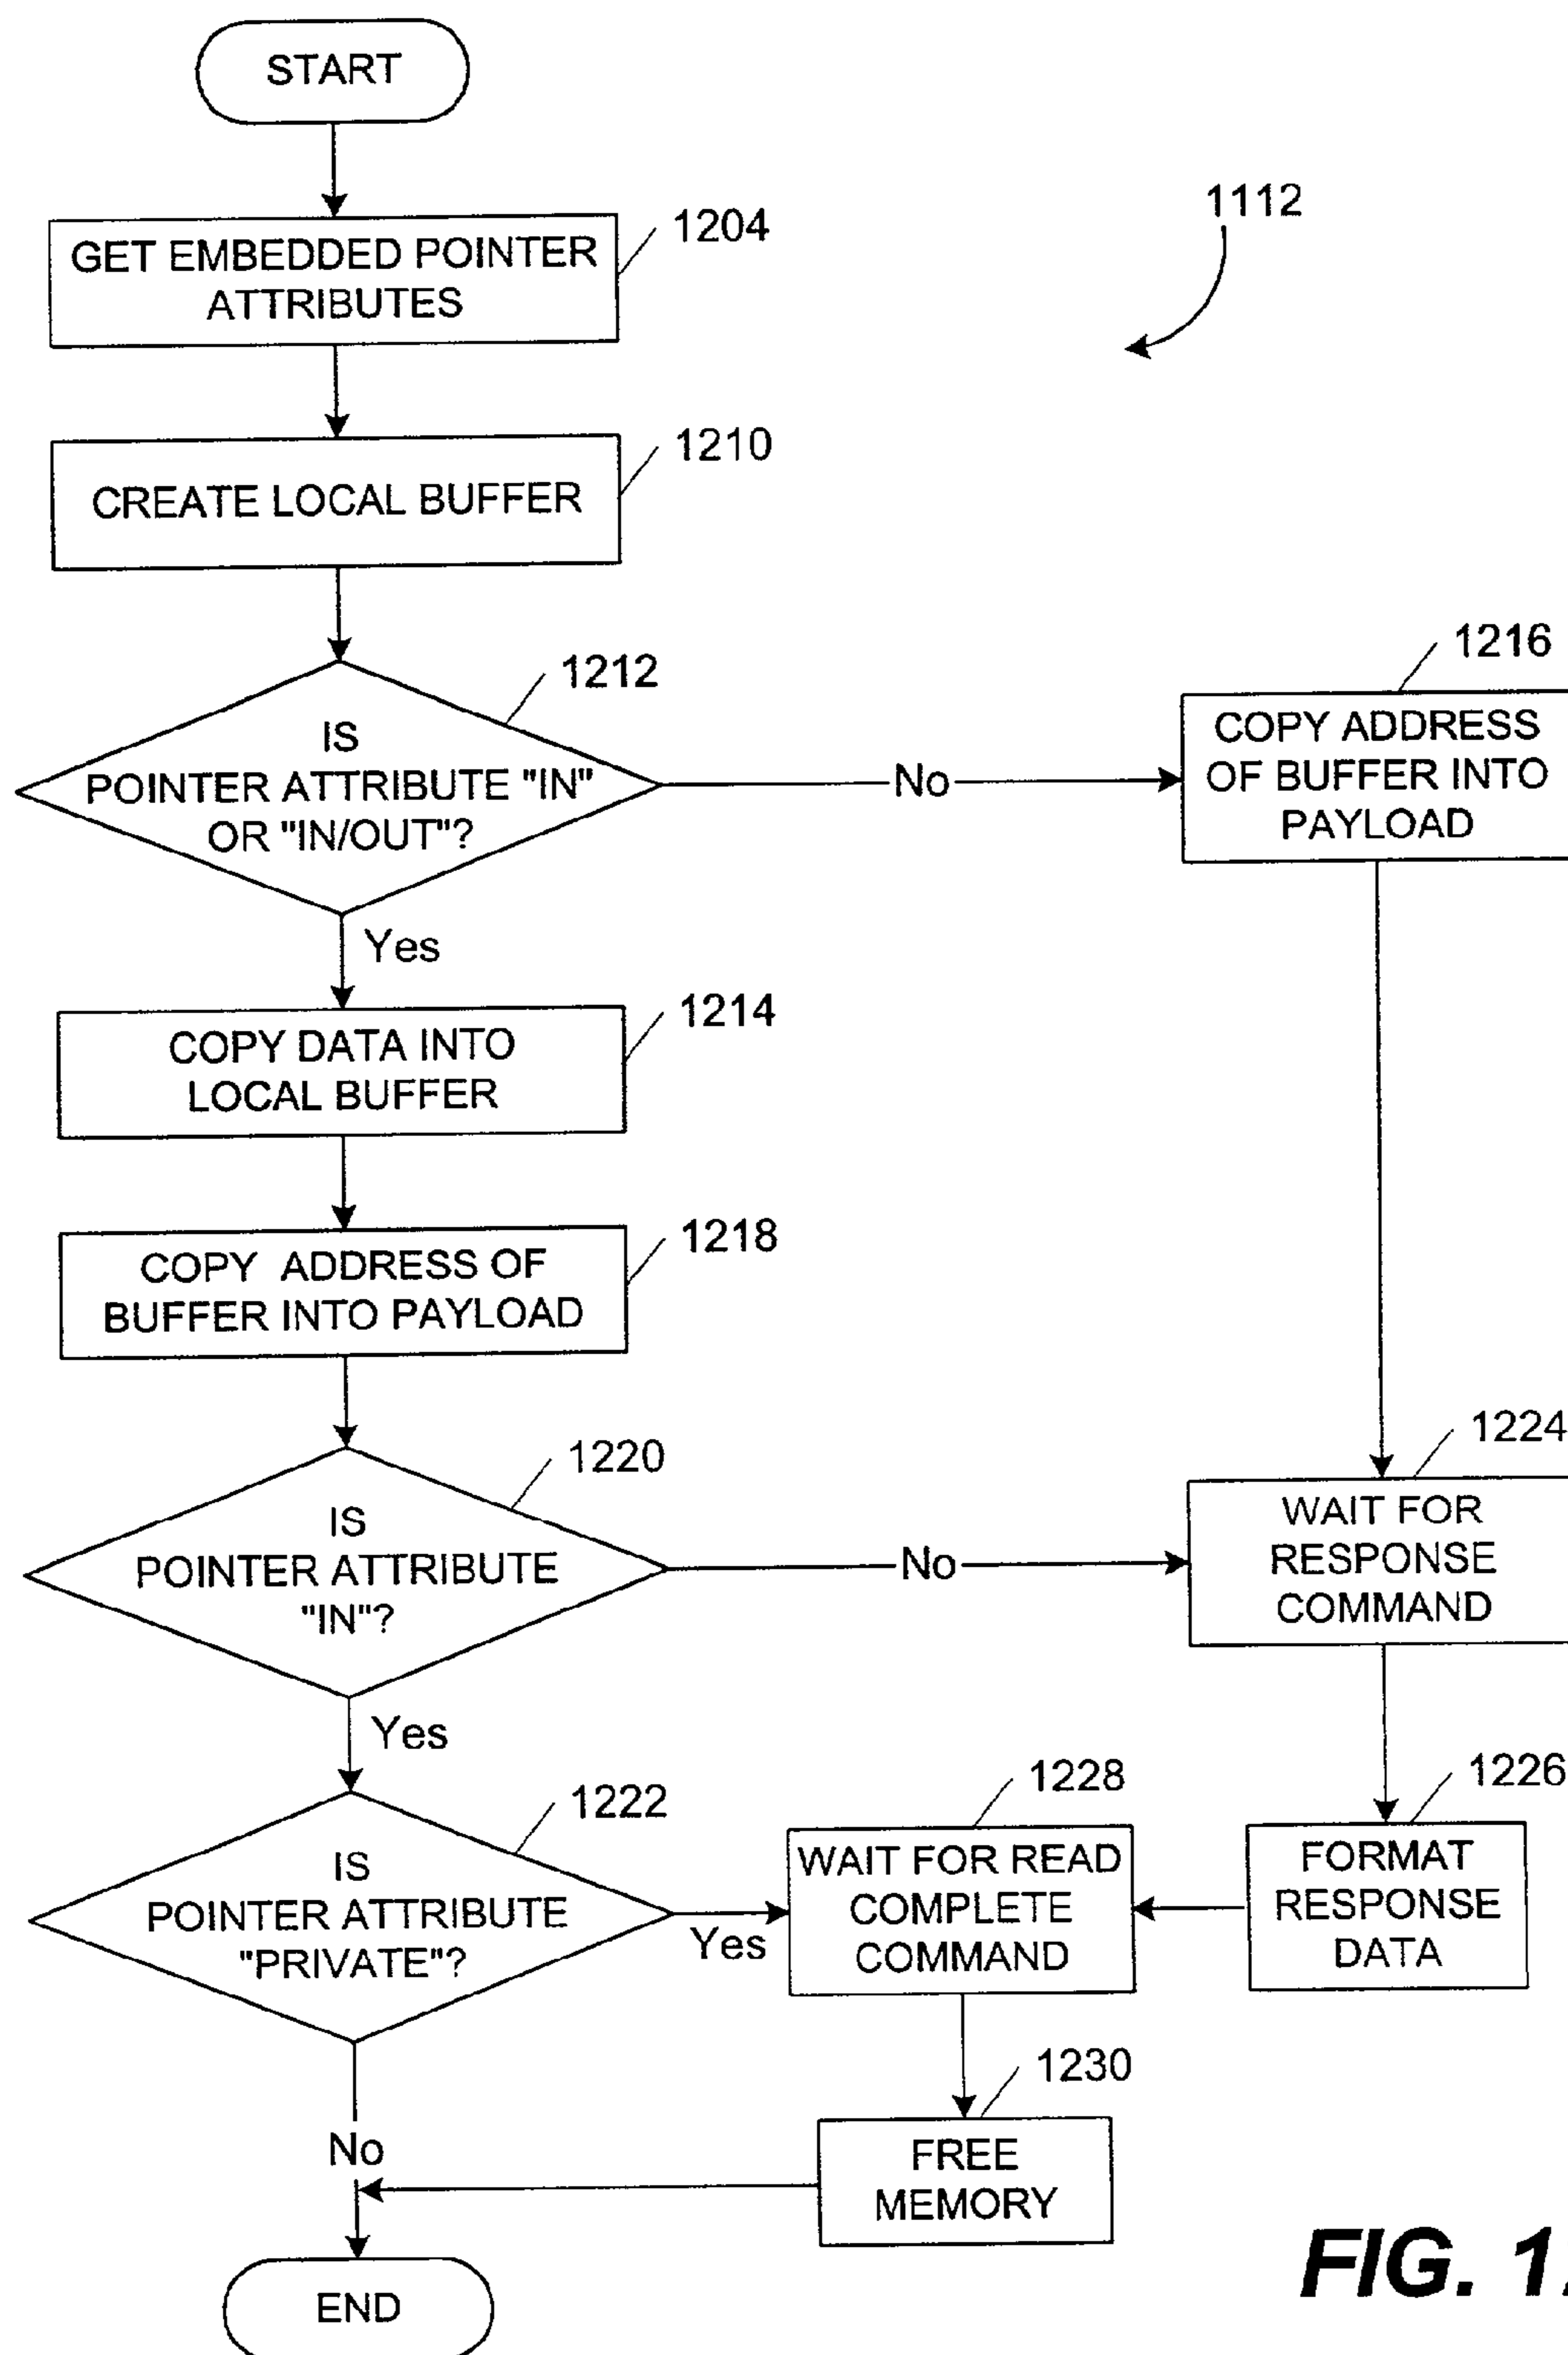 START
1112
1204
GET EMBEDDED POINTER
ATTRIBUTES
1210
CREATE LOCAL BUFFER
1212
IS
POINTER ATTRIBUTE "IN"
OR "IN/OUT"?
No
1216
COPY ADDRESS
OF BUFFER INTO
PAYLOAD
Yes
1214
COPY DATA INTO
LOCAL BUFFER
1218
COPY ADDRESS OF
BUFFER INTO PAYLOAD
1220
IS
POINTER ATTRIBUTE
"IN"?
No
1224
WAIT FOR
RESPONSE
COMMAND
Yes
1222
IS
POINTER ATTRIBUTE
"PRIVATE"?
Yes
1228
WAIT FOR READ
COMPLETE
COMMAND
1226
FORMAT
RESPONSE
DATA
No
1230
FREE
MEMORY
END
FIG.